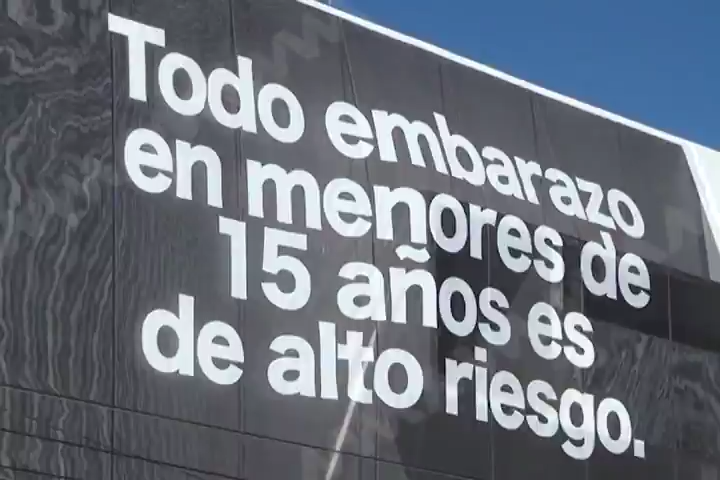 Todo embarazo
en menores de
15 años es
de alto riesgo.